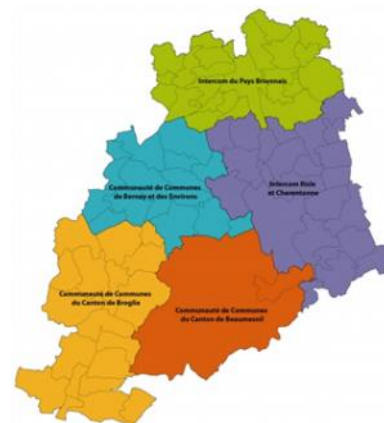 Intercom du Pays Brionnais
Communauté de Communes
de Bernay et des Environs
Intercom Risle
et Charentonne
Communauté de Communes
du Canton de Broglie
Communauté de Communes
du Canton de Beaumesnil